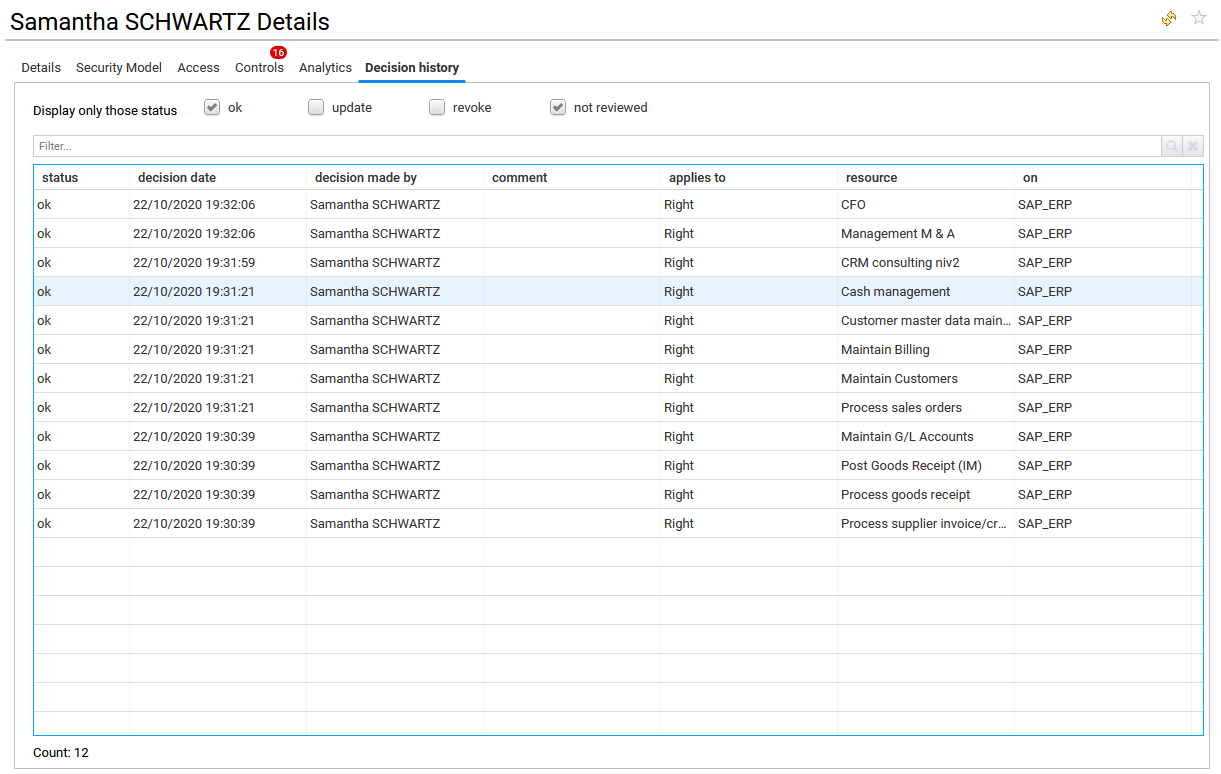 Samantha SCHWARTZ Details
16
Details Security Model Access Controls Analytics Decision history
Display only those status ok update revoke not reviewed
Filter...
status decision date decision made by comment applies to resource on
ok 22/10/2020 19:32:06 Samantha SCHWARTZ Right CFO SAP_ERP
ok 22/10/2020 19:32:06 Samantha SCHWARTZ Right Management M & A SAP_ERP
ok 22/10/2020 19:31:59 Samantha SCHWARTZ Right CRM consulting niv2 SAP_ERP
ok 22/10/2020 19:31:21 Samantha SCHWARTZ Right Cash management SAP_ERP
ok 22/10/2020 19:31:21 Samantha SCHWARTZ Right Customer master data main... SAP_ERP
ok 22/10/2020 19:31:21 Samantha SCHWARTZ Right Maintain Billing SAP_ERP
ok 22/10/2020 19:31:21 Samantha SCHWARTZ Right Maintain Customers SAP_ERP
ok 22/10/2020 19:31:21 Samantha SCHWARTZ Right Process sales orders SAP_ERP
ok 22/10/2020 19:30:39 Samantha SCHWARTZ Right Maintain G/L Accounts SAP_ERP
ok 22/10/2020 19:30:39 Samantha SCHWARTZ Right Post Goods Receipt (IM) SAP_ERP
ok 22/10/2020 19:30:39 Samantha SCHWARTZ Right Process goods receipt SAP_ERP
ok 22/10/2020 19:30:39 Samantha SCHWARTZ Right Process supplier invoice/cr... SAP_ERP
Count: 12